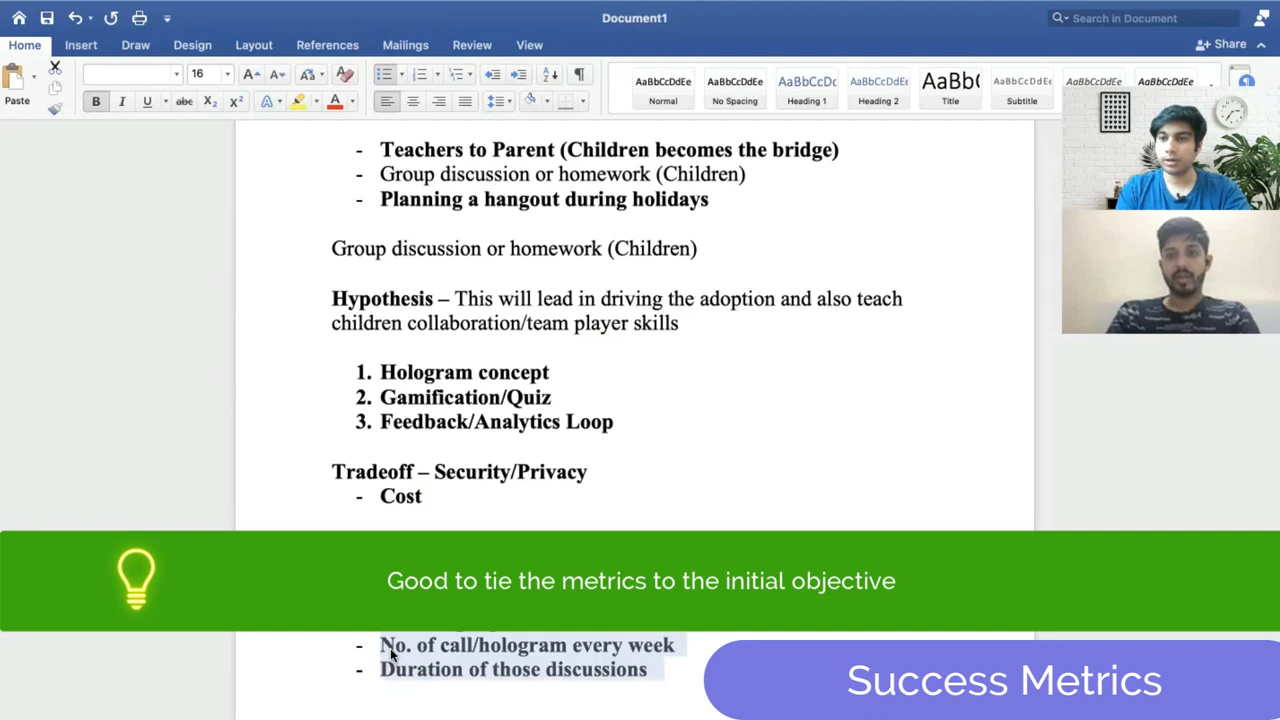 Document1
Search in Document
Home Insert Draw Design Layout References Mailings Review View
Share
Paste
16
B I U abc X2 X2
A A
AaBbCcDdEe AaBbCcDdEe AaBbCcDc AaBbCcDdEe AaBb( AaBbCcDdEe AaBbCcDdEe AaBbCcDdEe
Normal No Spacing Heading 1 Heading 2 Title Subtitle
- Teachers to Parent (Children becomes the bridge)
- Group discussion or homework (Children)
- Planning a hangout during holidays
Group discussion or homework (Children)
Hypothesis – This will lead in driving the adoption and also teach
children collaboration/team player skills
1. Hologram concept
2. Gamification/Quiz
3. Feedback/Analytics Loop
Tradeoff – Security/Privacy
- Cost
Good to tie the metrics to the initial objective
- No. of call/hologram every week
- Duration of those discussions
Success Metrics